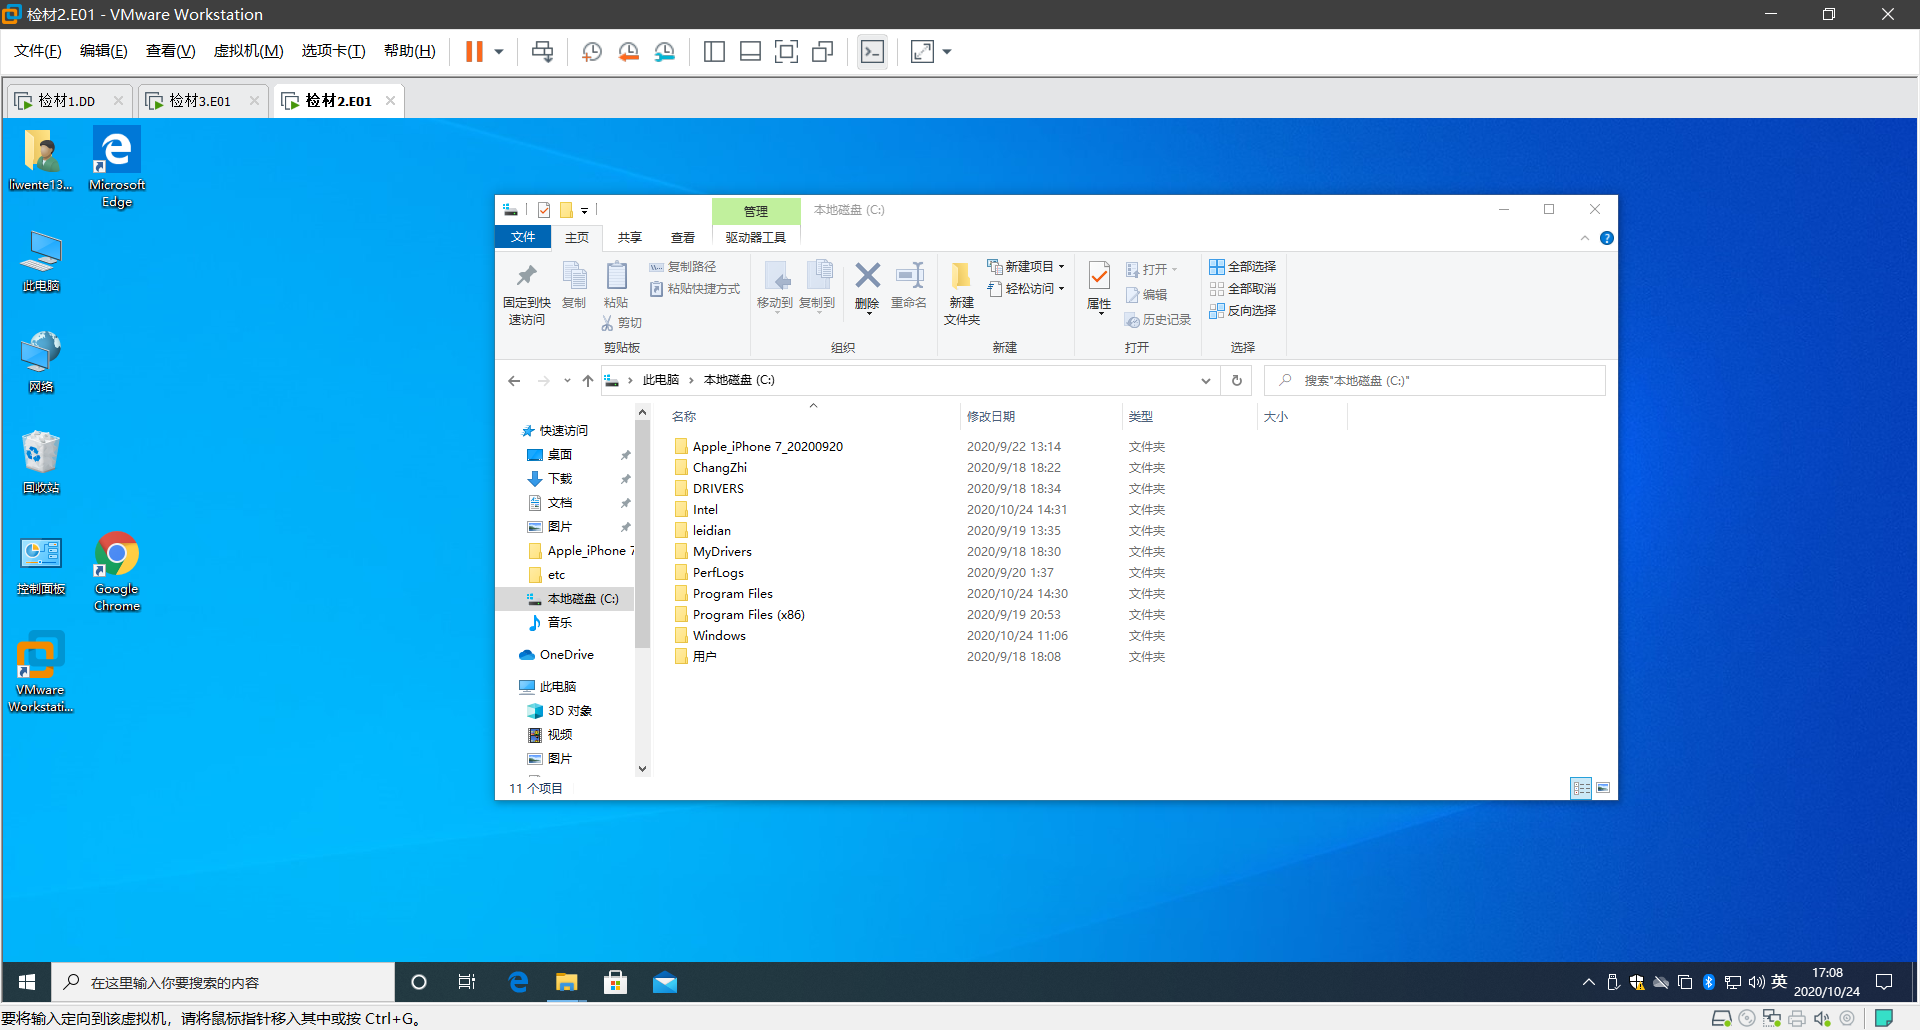 检材2.E01 - VMware Workstation
文件(F) 编辑(E) 查看(V) 虚拟机(M) 选项卡(T) 帮助(H)
检材1.DD 检材3.E01 检材2.E01
liwente13...
Microsoft
Edge
此电脑
网络
回收站
控制面板
Google
Chrome
VMware
Workstati...
管理 本地磁盘 (C:)
文件 主页 共享 查看 驱动器工具
固定到快
速访问
复制
粘贴
复制路径
粘贴快捷方式
剪切
剪贴板
移动到 复制到 删除 重命名
组织
新建
文件夹
新建项目
轻松访问
新建
属性
打开
编辑
历史记录
打开
全部选择
全部取消
反向选择
选择
此电脑 本地磁盘 (C:)
搜索"本地磁盘 (C:)"
快速访问
桌面
下载
文档
图片
Apple_iPhone 7
etc
本地磁盘 (C:)
音乐
OneDrive
此电脑
3D 对象
视频
图片
名称 修改日期 类型 大小
Apple_iPhone 7_20200920 2020/9/22 13:14 文件夹
ChangZhi 2020/9/18 18:22 文件夹
DRIVERS 2020/9/18 18:34 文件夹
Intel 2020/10/24 14:31 文件夹
leidian 2020/9/19 13:35 文件夹
MyDrivers 2020/9/18 18:30 文件夹
PerfLogs 2020/9/20 1:37 文件夹
Program Files 2020/10/24 14:30 文件夹
Program Files (x86) 2020/9/19 20:53 文件夹
Windows 2020/10/24 11:06 文件夹
用户 2020/9/18 18:08 文件夹
11 个项目
在这里输入你要搜索的内容
英
17:08
2020/10/24
要将输入定向到该虚拟机，请将鼠标指针移入其中或按 Ctrl+G。